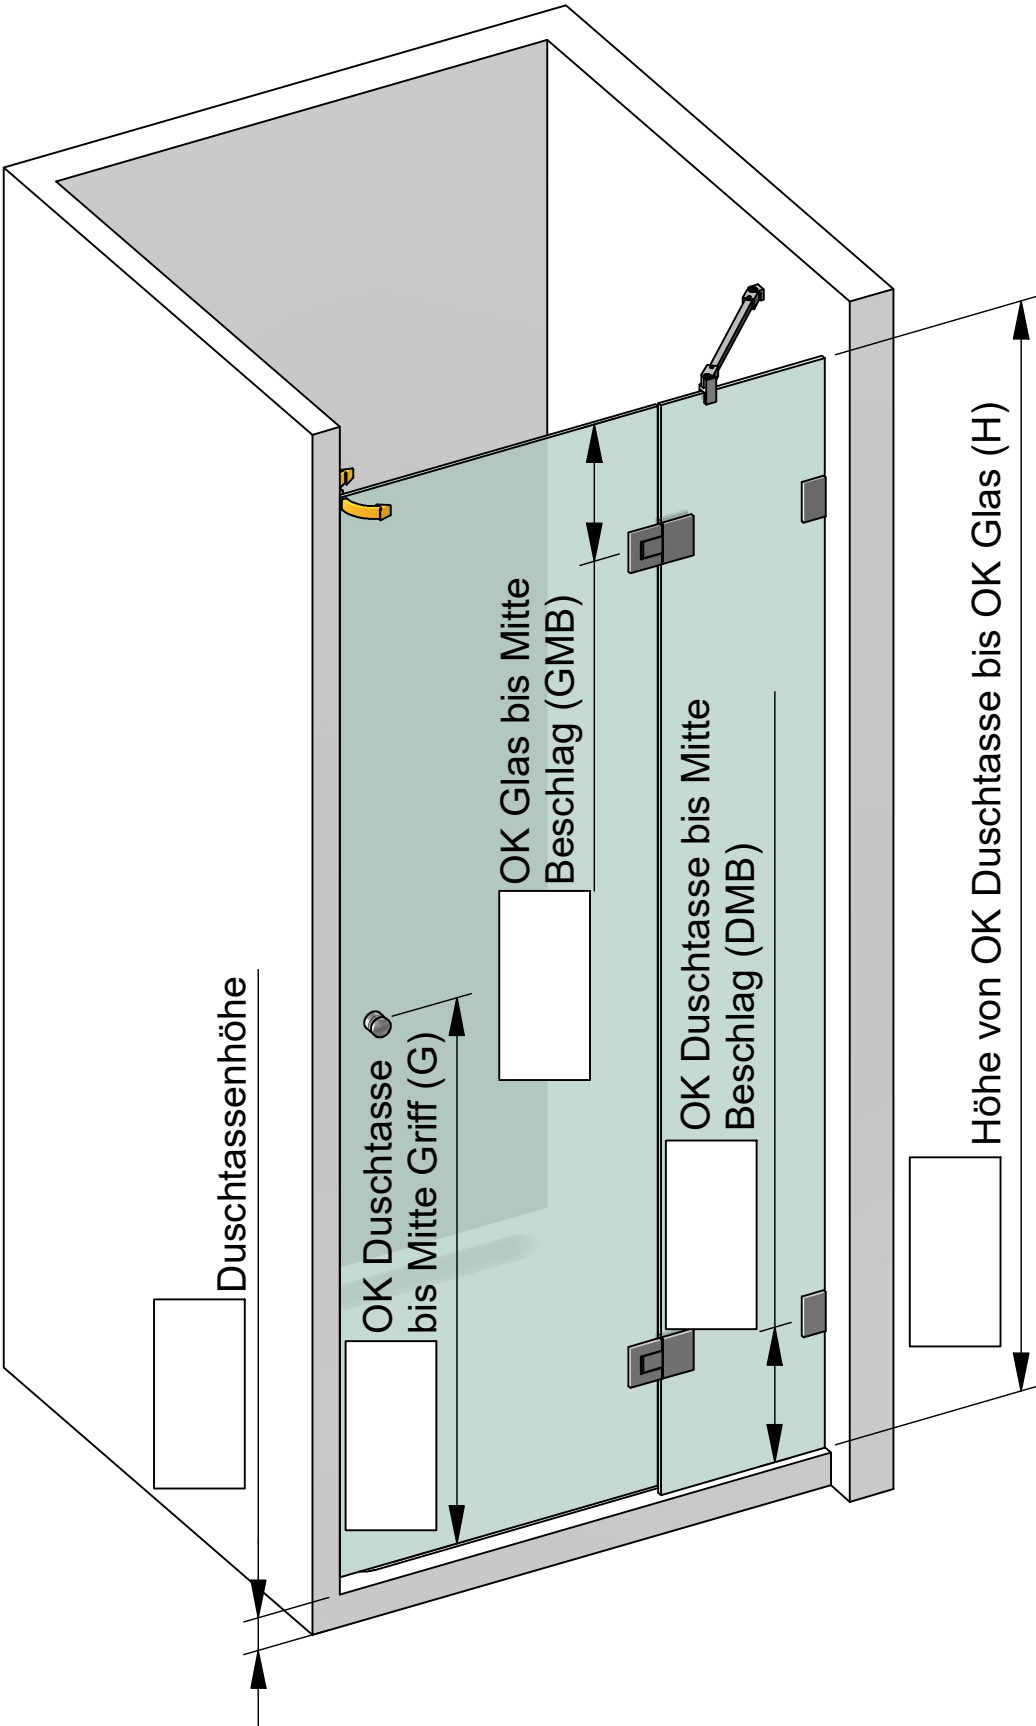 Duschtassenhöhe
OK Duschtasse
bis Mitte Griff (G)
OK Glas bis Mitte
Beschlag (GMB)
OK Duschtasse bis Mitte
Beschlag (DMB)
Höhe von OK Duschtasse bis OK Glas (H)